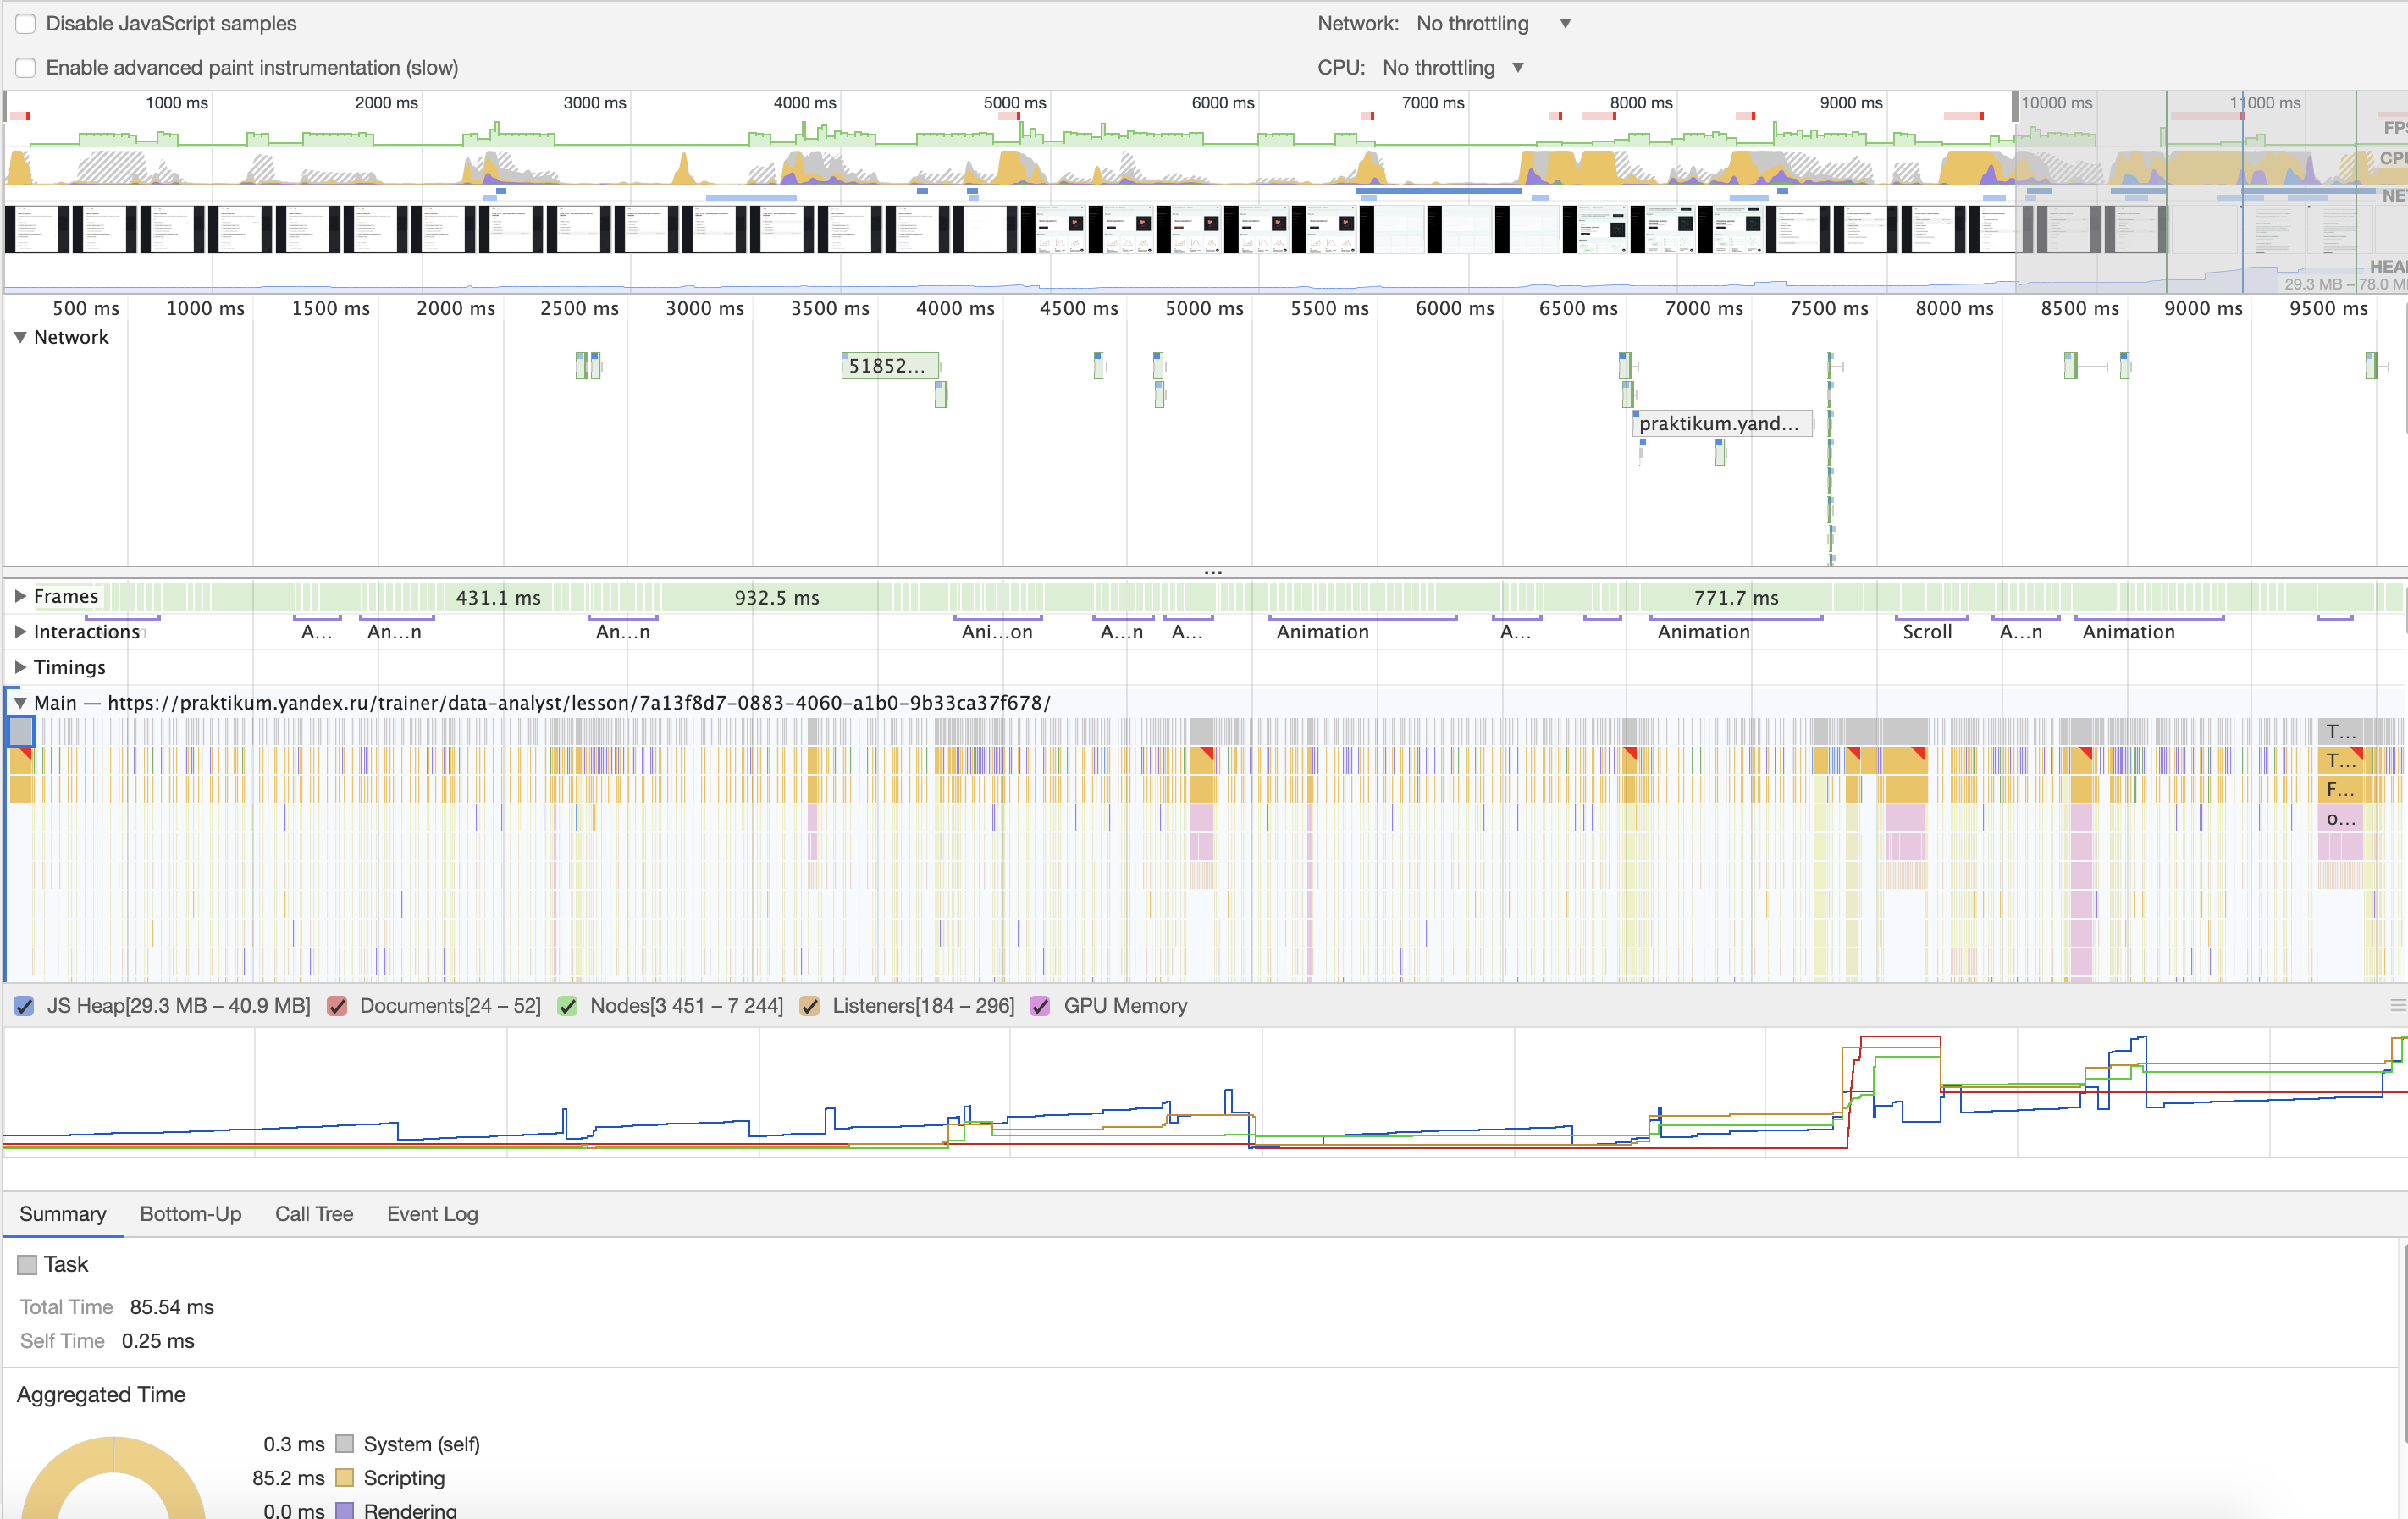 Disable JavaScript samples
Network: No throttling
Enable advanced paint instrumentation (slow)
CPU: No throttling
1000 ms 2000 ms 3000 ms 4000 ms 5000 ms 6000 ms 7000 ms 8000 ms 9000 ms 10000 ms 11000 ms
FPS
CPU
NET
HEAP
29.3 MB – 78.0 M
500 ms 1000 ms 1500 ms 2000 ms 2500 ms 3000 ms 3500 ms 4000 ms 4500 ms 5000 ms 5500 ms 6000 ms 6500 ms 7000 ms 7500 ms 8000 ms 8500 ms 9000 ms 9500 ms
Network
51852...
praktikum.yand...
...
Frames 431.1 ms 932.5 ms 771.7 ms
Interactions A... An...n An...n Ani...on A...n A... Animation A... Animation Scroll A...n Animation
Timings
Main — https://praktikum.yandex.ru/trainer/data-analyst/lesson/7a13f8d7-0883-4060-a1b0-9b33ca37f678/
T...
T...
F...
o...
JS Heap[29.3 MB – 40.9 MB] Documents[24 – 52] Nodes[3 451 – 7 244] Listeners[184 – 296] GPU Memory
Summary Bottom-Up Call Tree Event Log
Task
Total Time 85.54 ms
Self Time 0.25 ms
Aggregated Time
0.3 ms System (self)
85.2 ms Scripting
0.0 ms Rendering